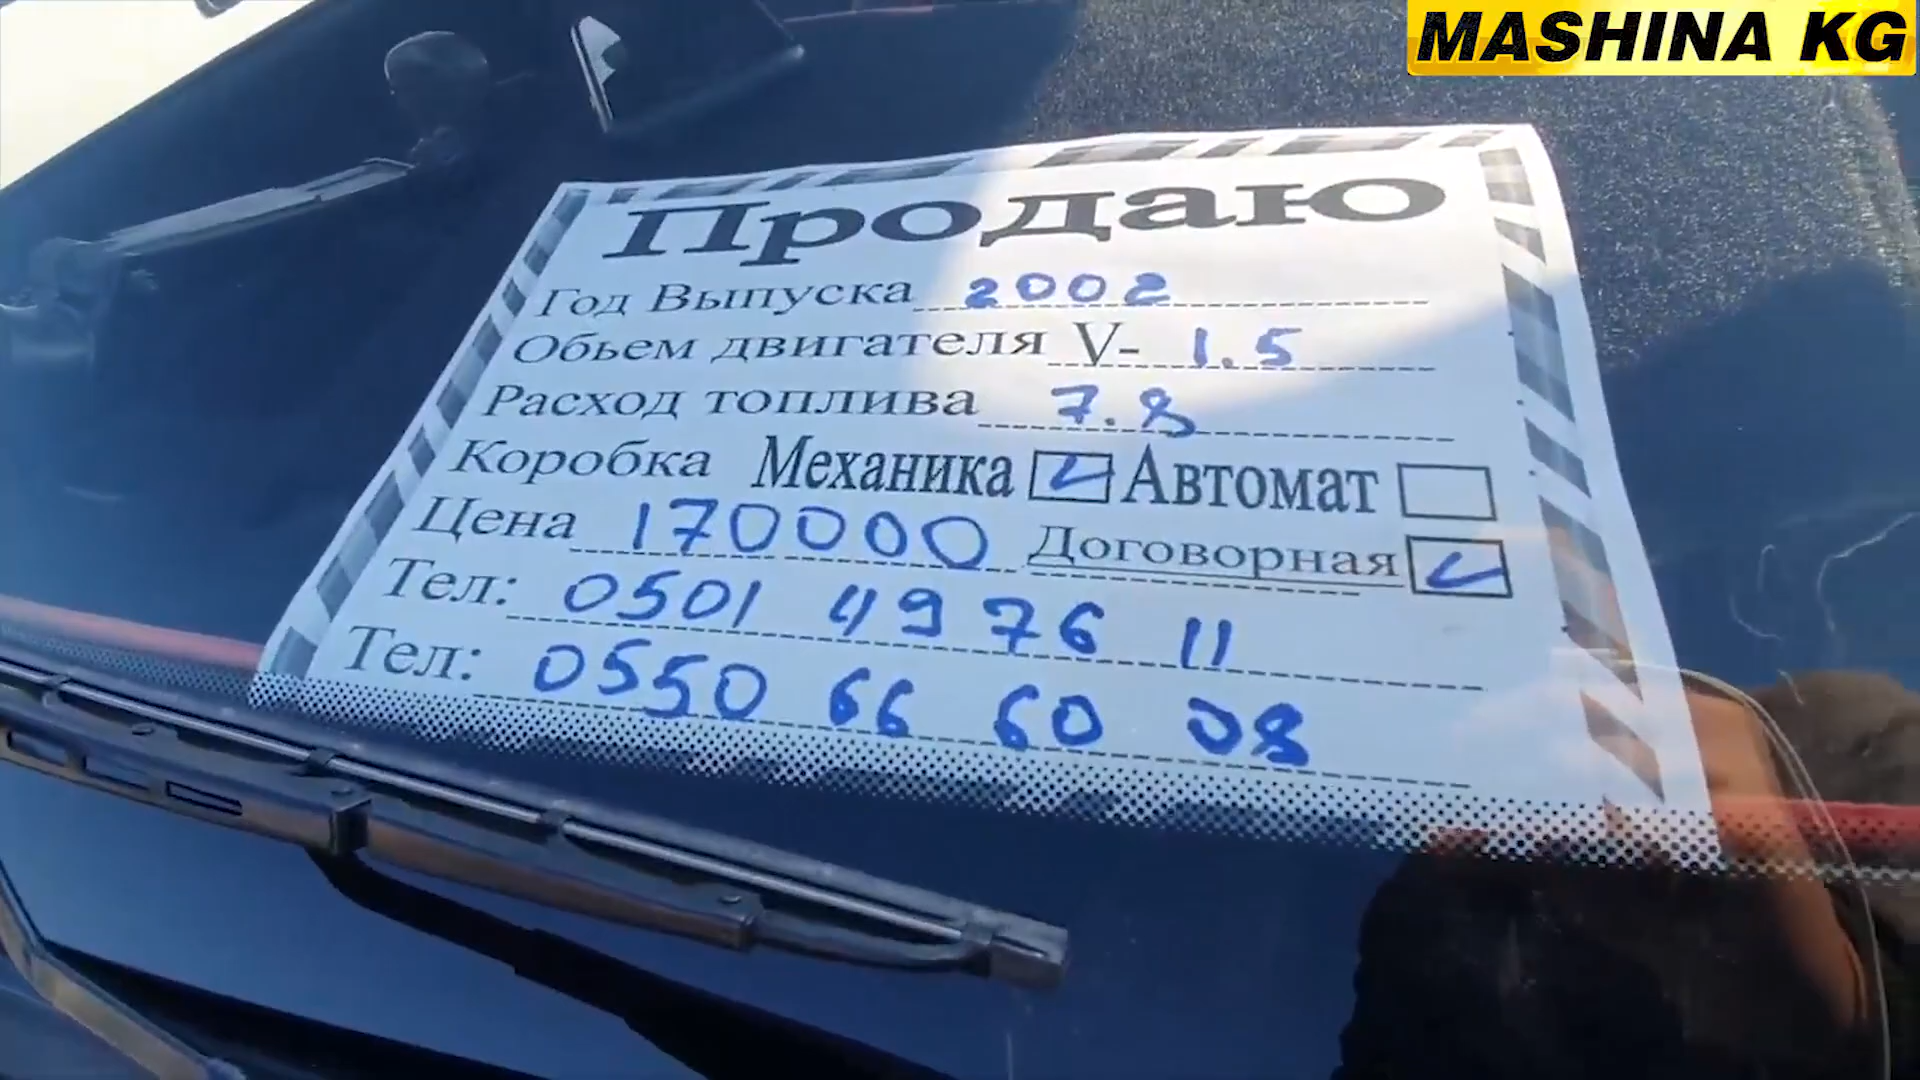 MASHINA KG
Продаю
Год Выпуска 2002
Обьем двигателя V- 1.5
Расход топлива 7.8
Коробка Механика Автомат
Цена 170000 Договорная
Тел: 0501 49 76 11
Тел: 0550 66 60 08